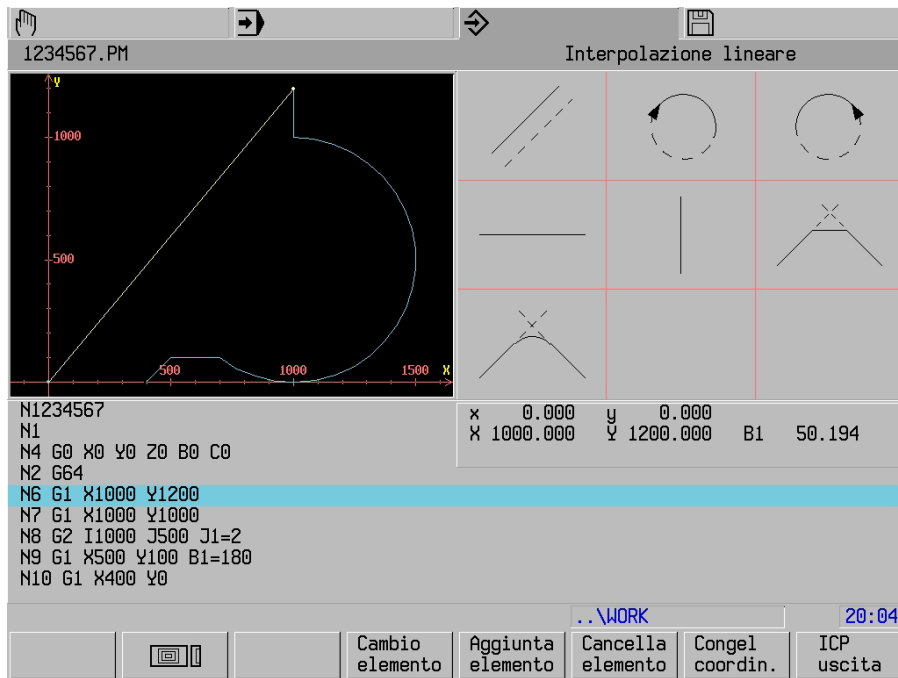 1234567.PM
Interpolazione lineare
Y
1000
500
500 1000 1500 X
N1234567
N1
N4 G0 X0 Y0 Z0 B0 C0
N2 G64
N6 G1 X1000 Y1200
N7 G1 X1000 Y1000
N8 G2 I1000 J500 J1=2
N9 G1 X500 Y100 B1=180
N10 G1 X400 Y0
x 0.000 y 0.000
X 1000.000 Y 1200.000 B1 50.194
..\WORK
20:04
Cambio elemento
Aggiunta elemento
Cancella elemento
Congel coordin.
ICP uscita